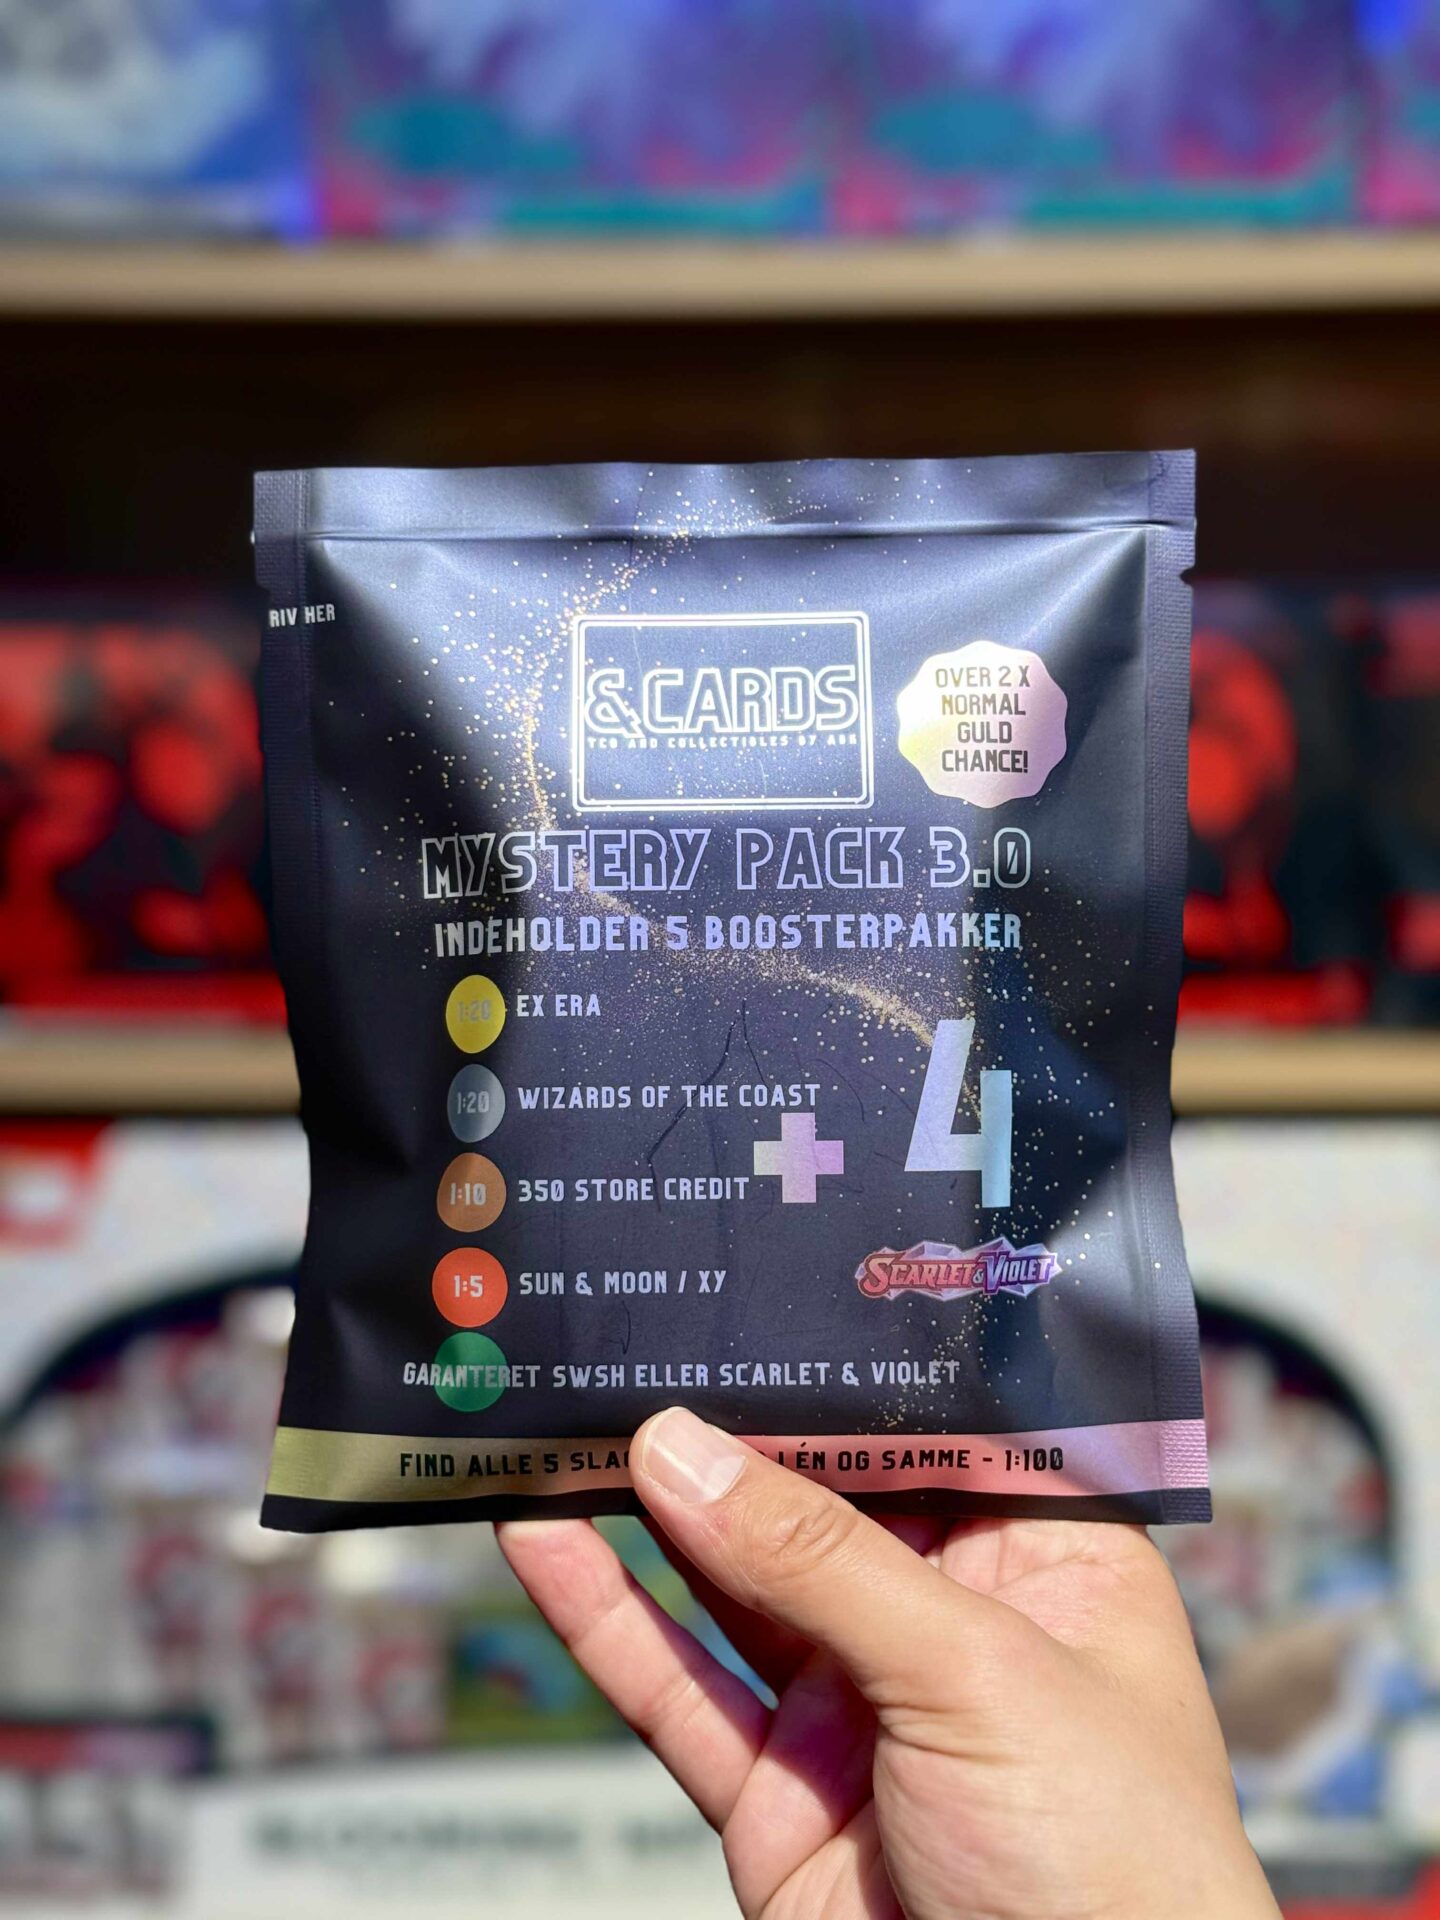 RIV HER
&CARDS
TCG AND COLLECTIBLES BY
OVER 2 X
NORMAL
GULD
CHANCE!
MYSTERY PACK 3.0
INDEHOLDER 5 BOOSTERPAKKER
1:20 EX ERA
1:20 WIZARDS OF THE COAST
1:10 350 STORE CREDIT
+ 4
1:5 SUN & MOON / XY
SCARLET & VIOLET
GARANTERET SWSH ELLER SCARLET & VIOLET
FIND ALLE 5 ÉN OG SAMME - 1:100